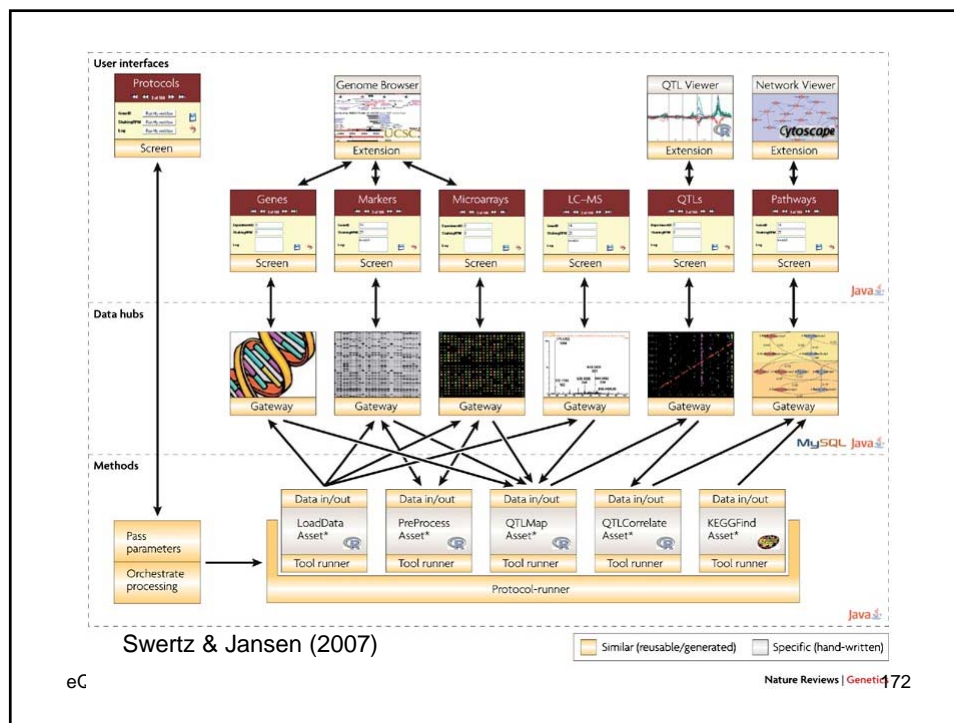 User interfaces
Protocols
Screen
Genome Browser
UCSC
Extension
QTL Viewer
R
Extension
Network Viewer
Cytoscape
Extension
Genes
Screen
Markers
Screen
Microarrays
Screen
LC–MS
Screen
QTLs
Screen
Pathways
Screen
Java
Data hubs
Gateway
Gateway
Gateway
Gateway
Gateway
Gateway
MySQL Java
Methods
Pass
parameters
Orchestrate
processing
Data in/out
LoadData
Asset*
R
Tool runner
Data in/out
PreProcess
Asset*
R
Tool runner
Data in/out
QTLMap
Asset*
R
Tool runner
Data in/out
QTLCorrelate
Asset*
R
Tool runner
Data in/out
KEGGFind
Asset*
Tool runner
Protocol-runner
Java
Swertz & Jansen (2007)
Similar (reusable/generated)
Specific (hand-written)
Nature Reviews | Genetics
172